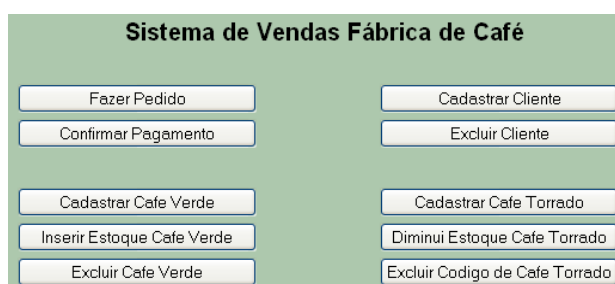 Sistema de Vendas Fábrica de Café
Fazer Pedido
Cadastrar Cliente
Confirmar Pagamento
Excluir Cliente
Cadastrar Cafe Verde
Cadastrar Cafe Torrado
Inserir Estoque Cafe Verde
Diminui Estoque Cafe Torrado
Excluir Cafe Verde
Excluir Codigo de Cafe Torrado